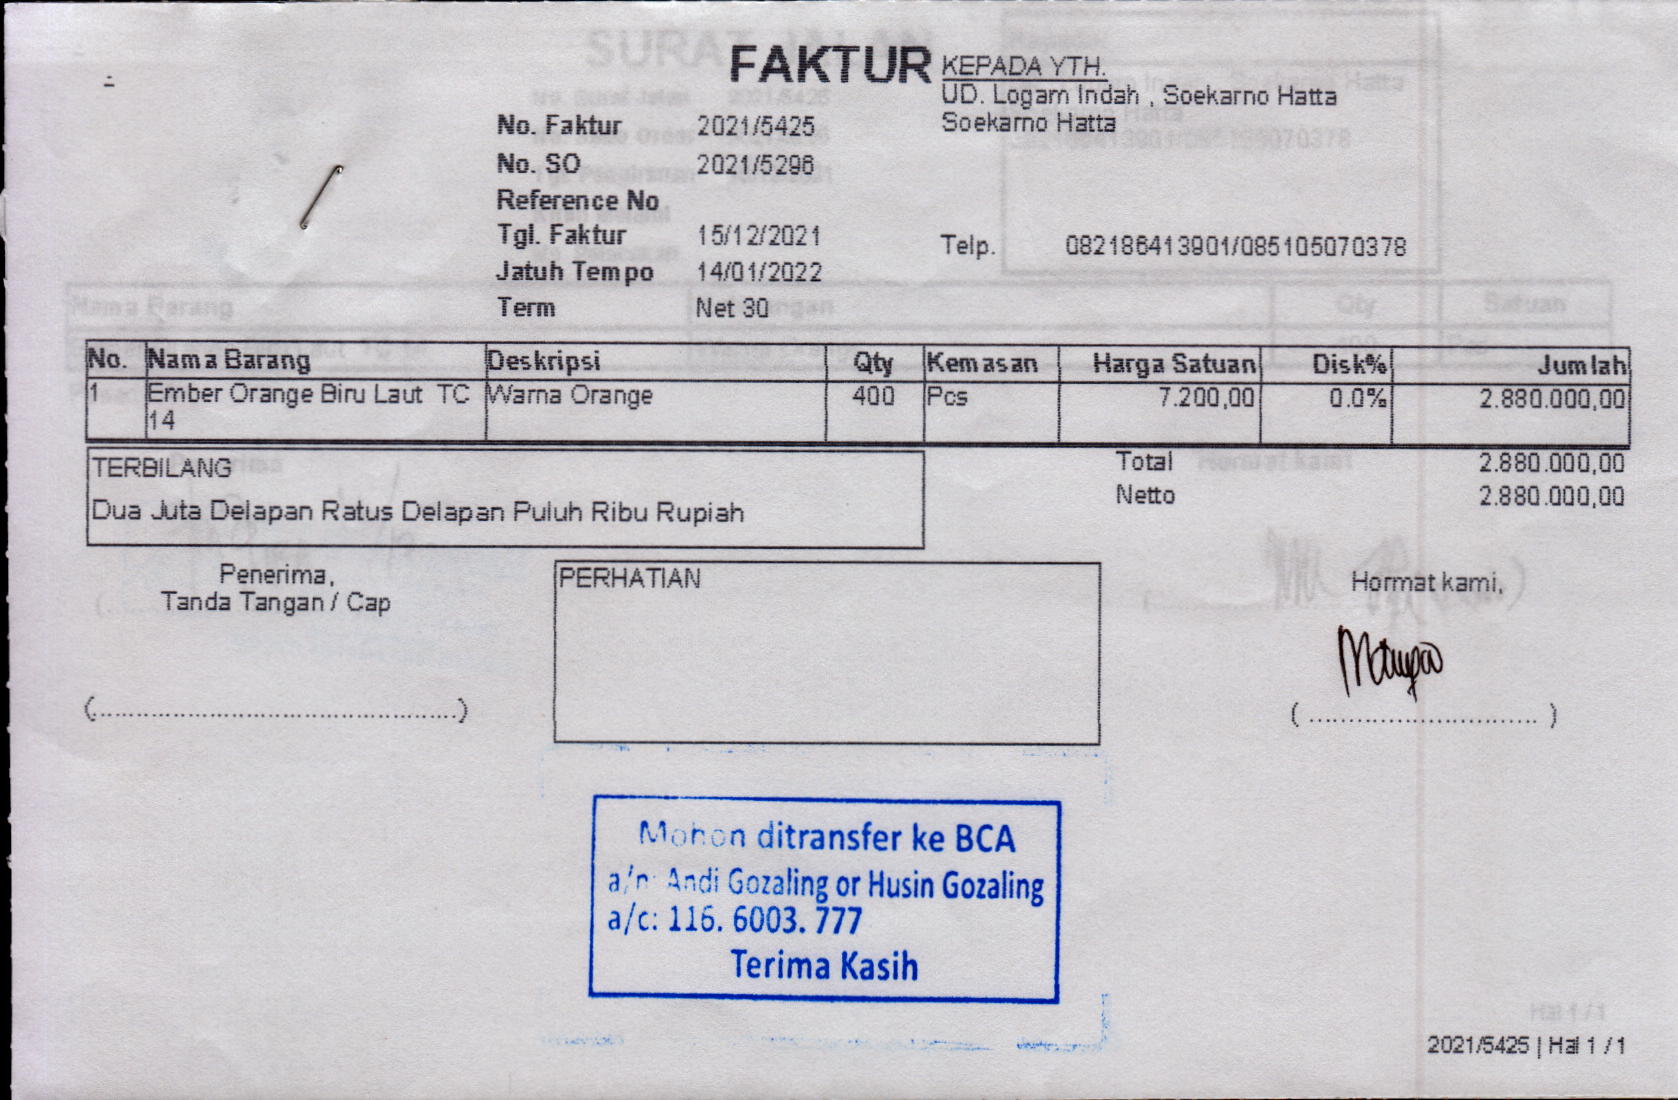 FAKTUR
KEPADA YTH.
UD. Logam Indah , Soekarno Hatta
Soekarno Hatta
No. Faktur 2021/5425
No. SO 2021/5296
Reference No
Tgl. Faktur 15/12/2021
Telp. 082186413901/085105070378
Jatuh Tempo 14/01/2022
Term Net 30
No. Nama Barang Deskripsi Qty Kemasan Harga Satuan Disk% Jumlah
1 Ember Orange Biru Laut TC 14 Warna Orange 400 Pcs 7.200,00 0.0% 2.880.000,00
TERBILANG
Dua Juta Delapan Ratus Delapan Puluh Ribu Rupiah
Total 2.880.000,00
Netto 2.880.000,00
Penerima,
Tanda Tangan / Cap
(..............................................)
PERHATIAN
Hormat kami,
( ............................. )
Mohon ditransfer ke BCA
a/n: Andi Gozaling or Husin Gozaling
a/c: 116. 6003. 777
Terima Kasih
2021/5425 | Hal 1 / 1